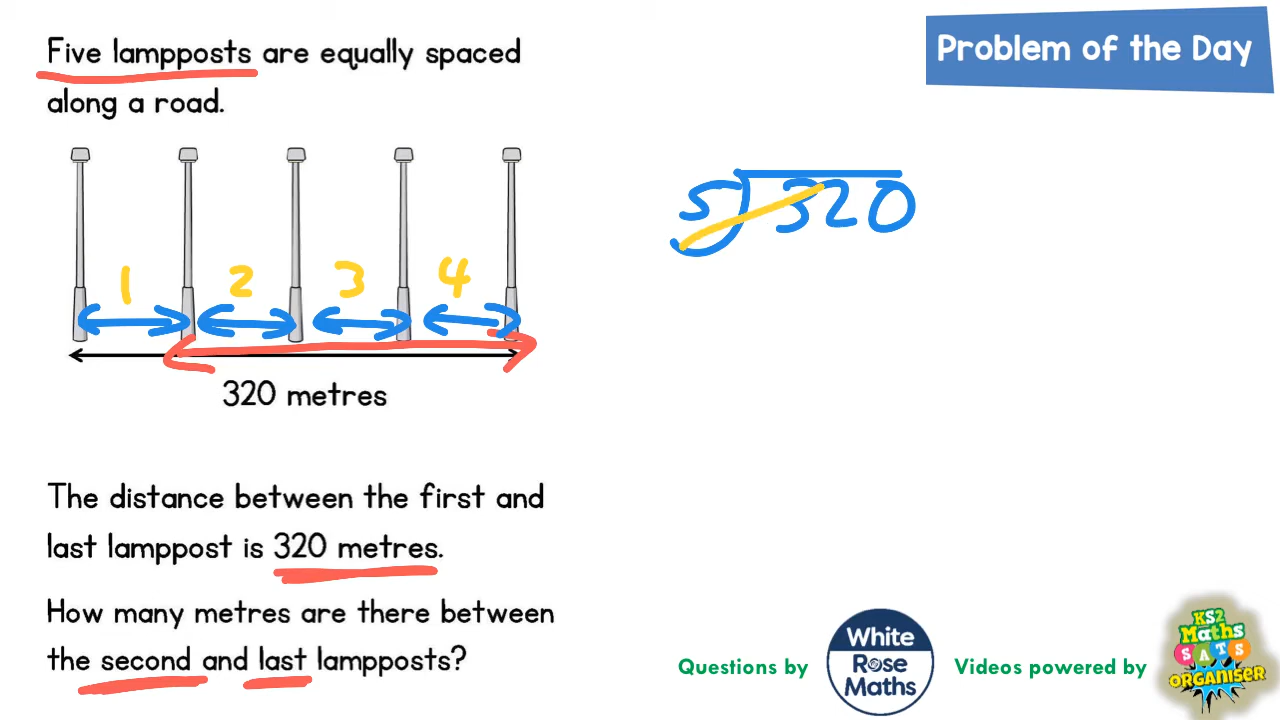 Five lampposts are equally spaced
along a road.
Problem of the Day
5 320
1 2 3 4
320 metres
The distance between the first and
last lamppost is 320 metres.
How many metres are there between
the second and last lampposts?
Questions by
White
Rose
Maths
Videos powered by
KS2
Maths
SATS
ORGANISER